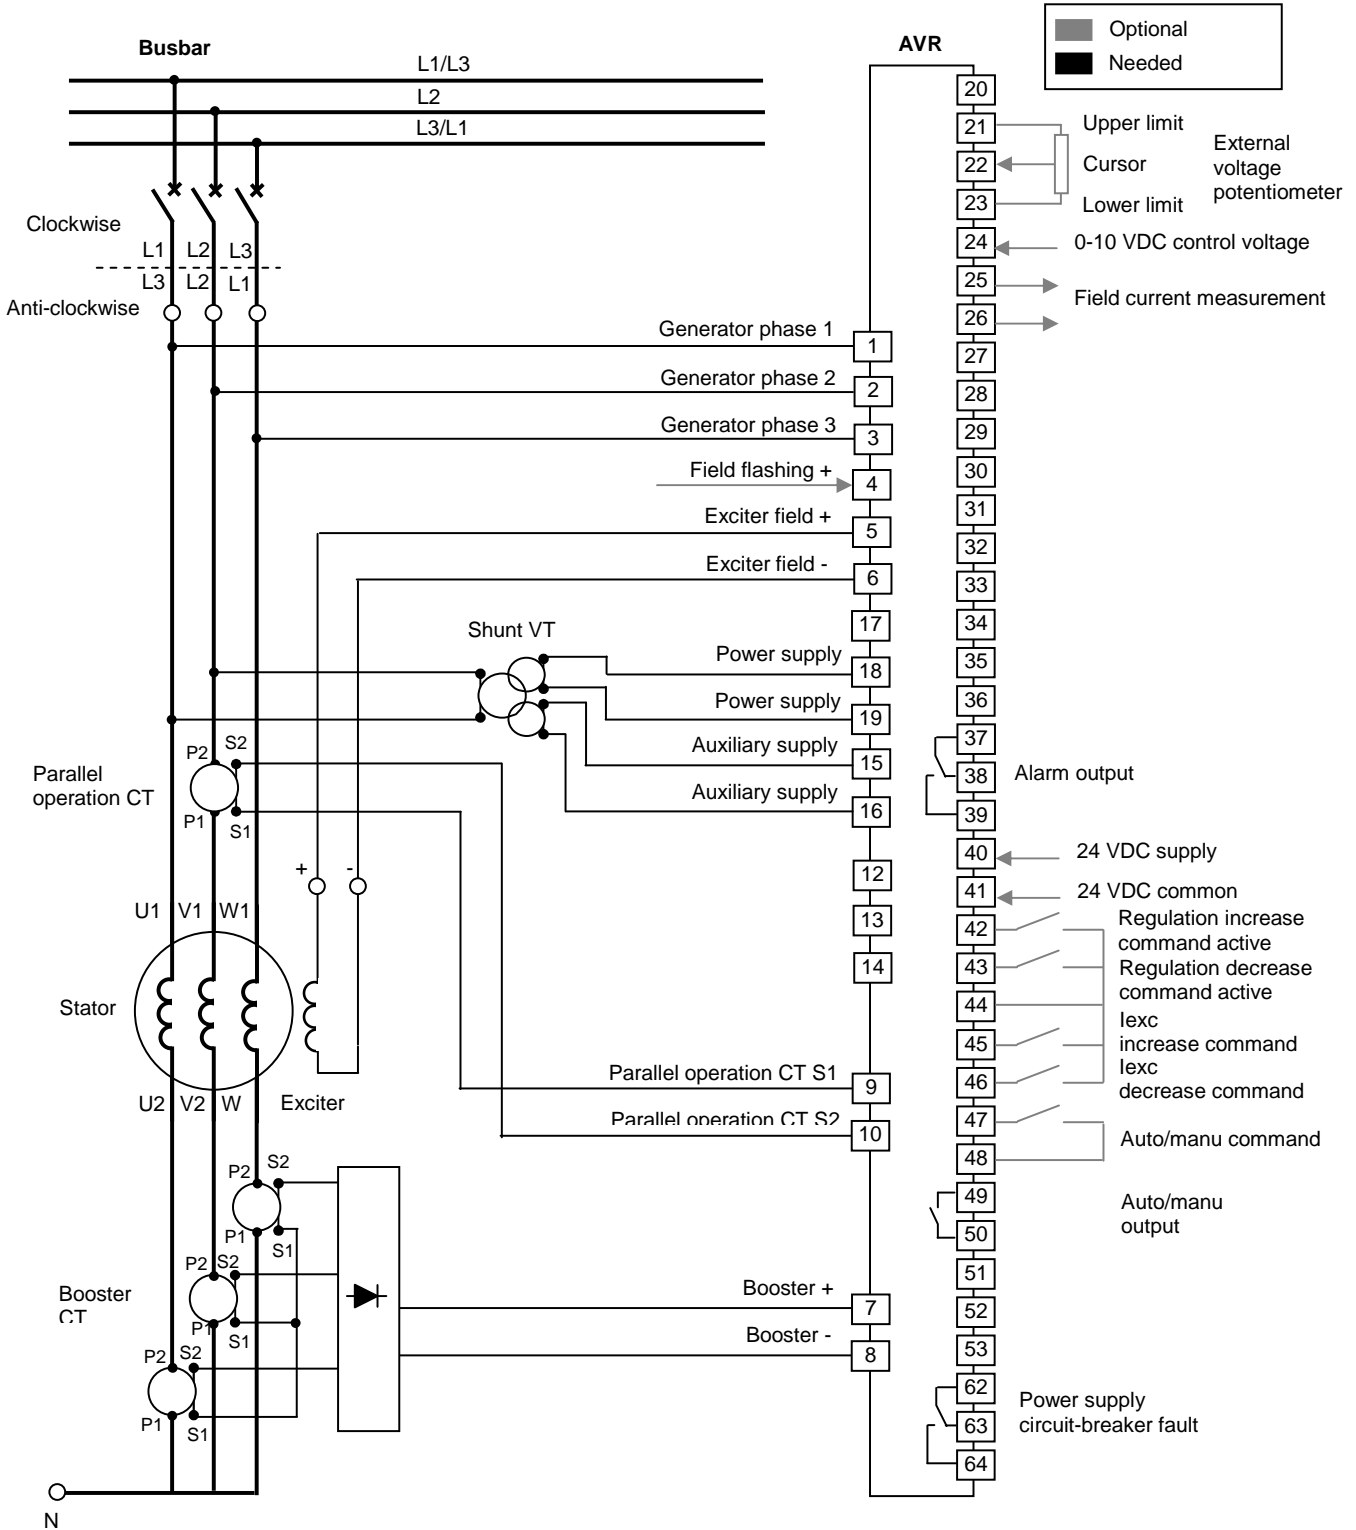 Optional
Needed
Busbar
AVR
L1/L3
L2
L3/L1
20
21
22
23
24
25
26
27
28
29
30
31
32
33
34
35
36
37
38
39
40
41
42
43
44
45
46
47
48
49
50
51
52
53
62
63
64
Upper limit
Cursor
Lower limit
External
voltage
potentiometer
0-10 VDC control voltage
Field current measurement
Clockwise
L1 L2 L3
L3 L2 L1
Anti-clockwise
Generator phase 1
1
Generator phase 2
2
Generator phase 3
3
Field flashing +
4
Exciter field +
5
Exciter field -
6
17
Shunt VT
Power supply
18
Power supply
19
Auxiliary supply
15
Auxiliary supply
16
12
13
14
Parallel
operation CT
P2 S2
P1 S1
+ -
U1 V1 W1
Stator
U2 V2 W
Exciter
Parallel operation CT S1
9
Parallel operation CT S2
10
P2 S2
P1 S1
P2 S2
P1 S1
Booster
CT
P2 S2
P1 S1
Booster +
7
Booster -
8
N
Alarm output
24 VDC supply
24 VDC common
Regulation increase
command active
Regulation decrease
command active
Iexc
increase command
Iexc
decrease command
Auto/manu command
Auto/manu
output
Power supply
circuit-breaker fault